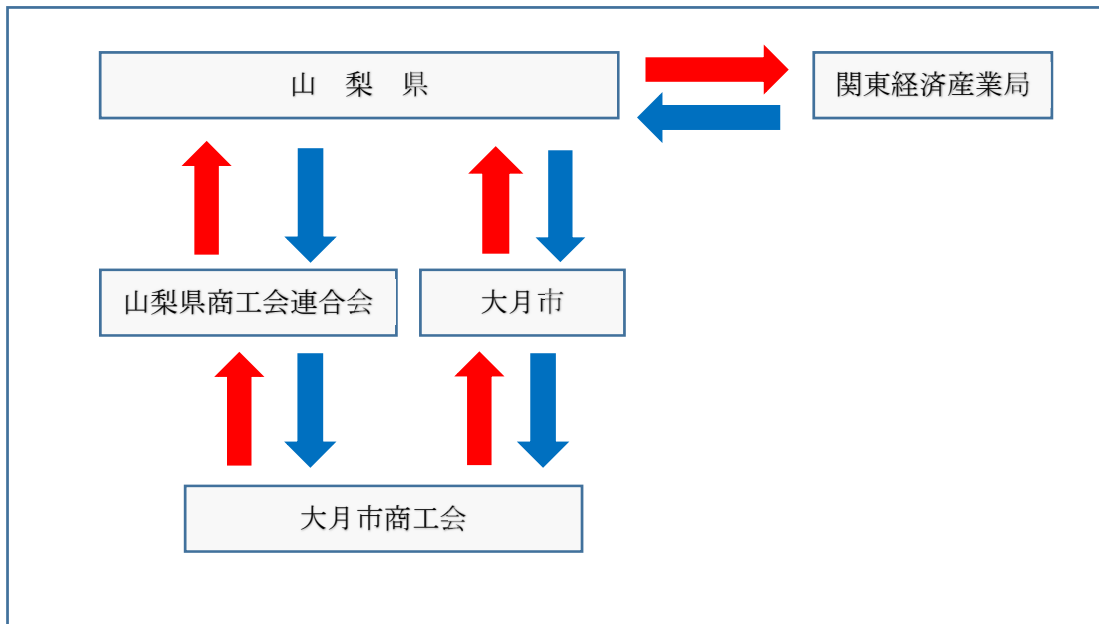 山　梨　県
関東経済産業局
山梨県商工会連合会
大月市
大月市商工会